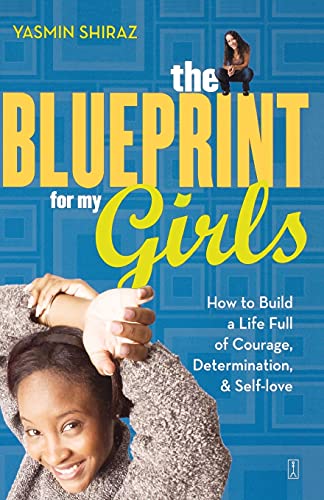 YASMIN SHIRAZ
the
BLUEPRINT
for my
Girls
How to Build
a Life Full
of Courage,
Determination,
& Self-love